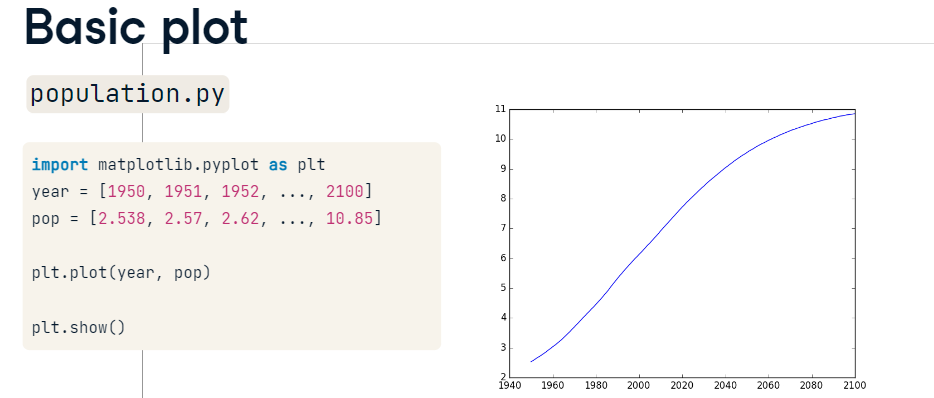 Basic plot
population.py
import matplotlib.pyplot as plt
year = [1950, 1951, 1952, ..., 2100]
pop = [2.538, 2.57, 2.62, ..., 10.85]
plt.plot(year, pop)
plt.show()
11
10
9
8
7
6
5
4
3
2
1940 1960 1980 2000 2020 2040 2060 2080 2100